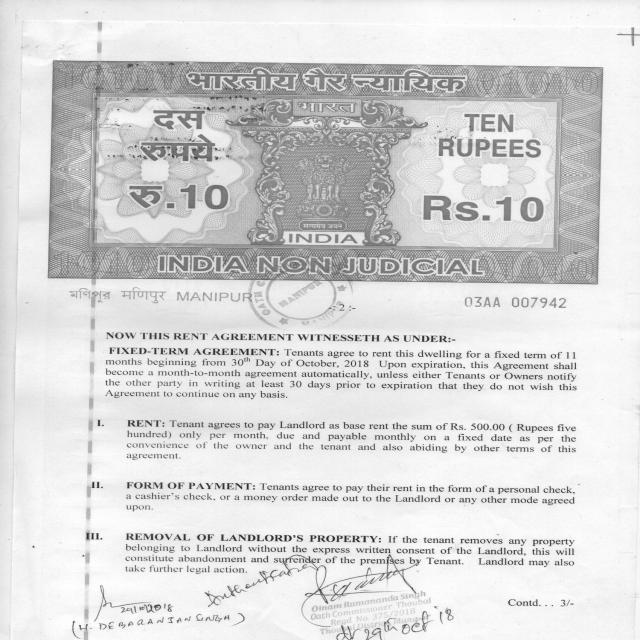 भारतीय गैर न्यायिक
भारत
दस
रुपये
रु.10
TEN
RUPEES
Rs.10
सत्यमेव जयते
INDIA
INDIA NON JUDICIAL
মণিপুর मणिपुर MANIPUR
03AA 007942
MANIPUR
-: 2 :-
NOW THIS RENT AGREEMENT WITNESSETH AS UNDER:-
FIXED-TERM AGREEMENT: Tenants agree to rent this dwelling for a fixed term of 11
months beginning from 30th Day of October, 2018 Upon expiration, this Agreement shall
become a month-to-month agreement automatically, unless either Tenants or Owners notify
the other party in writing at least 30 days prior to expiration that they do not wish this
Agreement to continue on any basis.
I. RENT: Tenant agrees to pay Landlord as base rent the sum of Rs. 500.00 ( Rupees five
hundred) only per month, due and payable monthly on a fixed date as per the
convenience of the owner and the tenant and also abiding by other terms of this
agreement.
II. FORM OF PAYMENT: Tenants agree to pay their rent in the form of a personal check,
a cashier's check, or a money order made out to the Landlord or any other mode agreed
upon.
III. REMOVAL OF LANDLORD'S PROPERTY: If the tenant removes any property
belonging to Landlord without the express written consent of the Landlord, this will
constitute abandonment and surrender of the premises by Tenant. Landlord may also
take further legal action.
29/10/2018
Oinam Ramananda Singh
Oath Commissioner Thoubal
Regd No. 375/2018
Contd... 3/-
(H. DEBARANJAN SINGHA)
29th oct '18